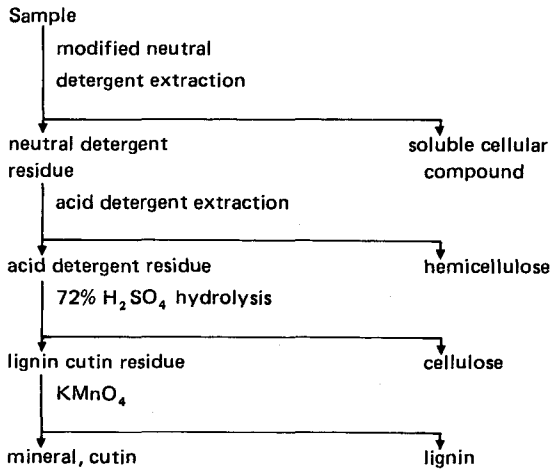 Sample
modified neutral
detergent extraction
neutral detergent
residue
soluble cellular
compound
acid detergent extraction
acid detergent residue
hemicellulose
72% H₂SO₄ hydrolysis
lignin cutin residue
cellulose
KMnO₄
mineral, cutin
lignin